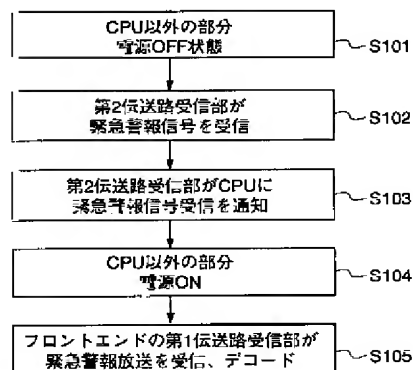 CPU以外の部分
電源OFF状態
S101
第2伝送路受信部が
緊急警報信号を受信
S102
第2伝送路受信部がCPUに
緊急警報信号受信を通知
S103
CPU以外の部分
電源ON
S104
フロントエンドの第1伝送路受信部が
緊急警報放送を受信、デコード
S105